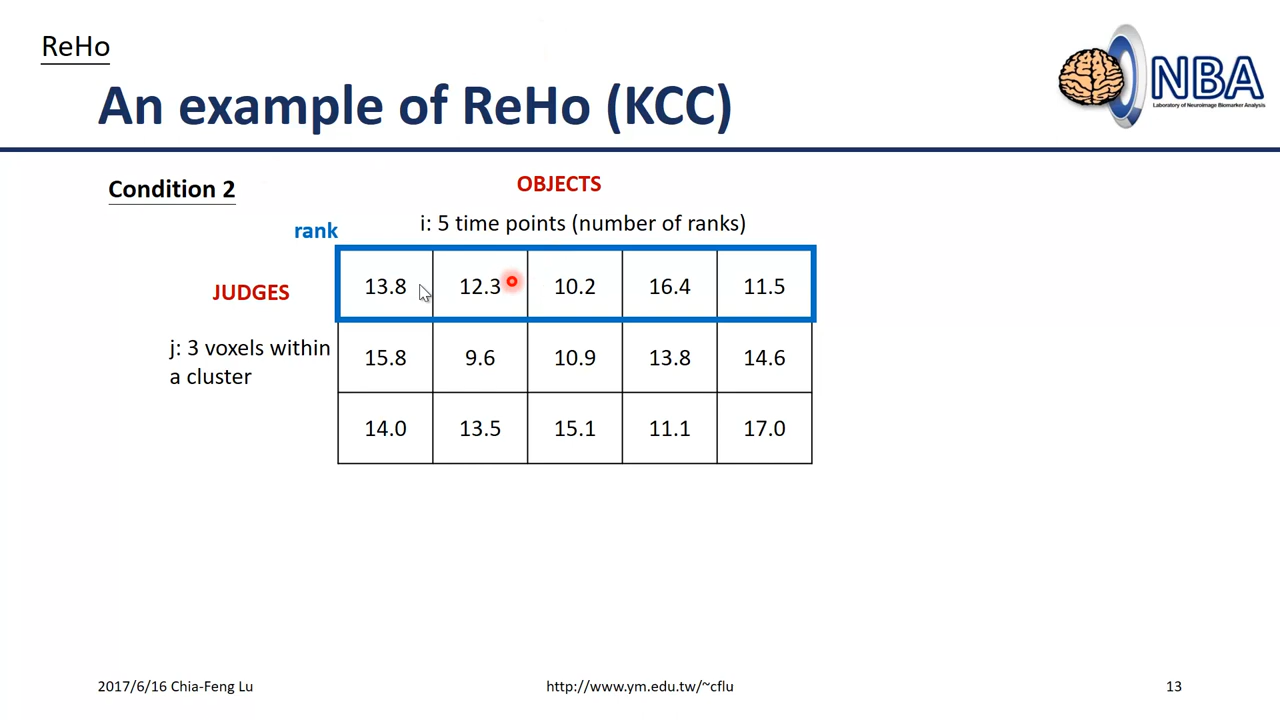 ReHo
NBA
Laboratory of Neuroimage Biomarker Analysis
An example of ReHo (KCC)
Condition 2
OBJECTS
i: 5 time points (number of ranks)
rank
JUDGES
j: 3 voxels within
a cluster
13.8 12.3 10.2 16.4 11.5
15.8 9.6 10.9 13.8 14.6
14.0 13.5 15.1 11.1 17.0
2017/6/16 Chia-Feng Lu
http://www.ym.edu.tw/~cflu
13